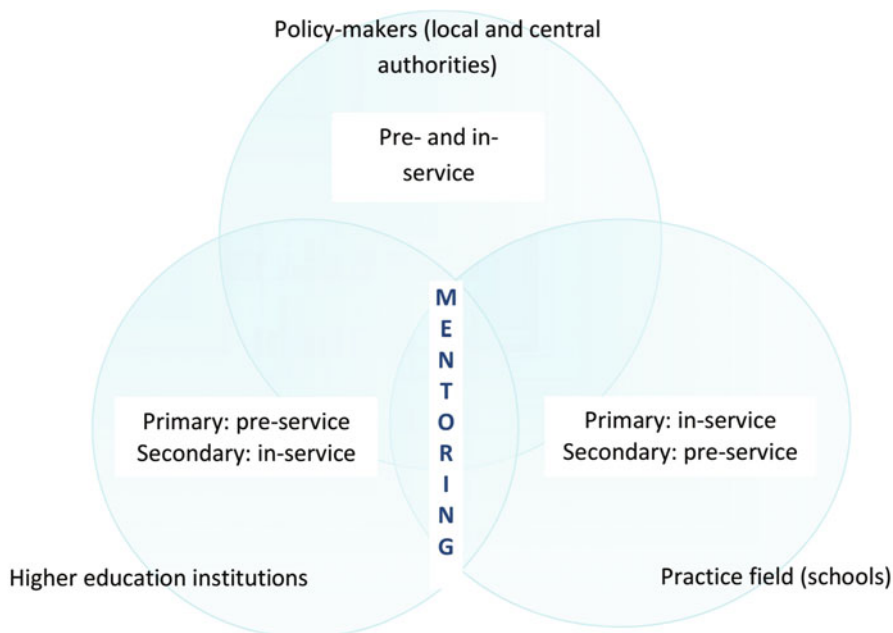 Policy-makers (local and central
authorities)
Pre- and in-
service
MENTORING
Primary: pre-service
Secondary: in-service
Primary: in-service
Secondary: pre-service
Higher education institutions
Practice field (schools)